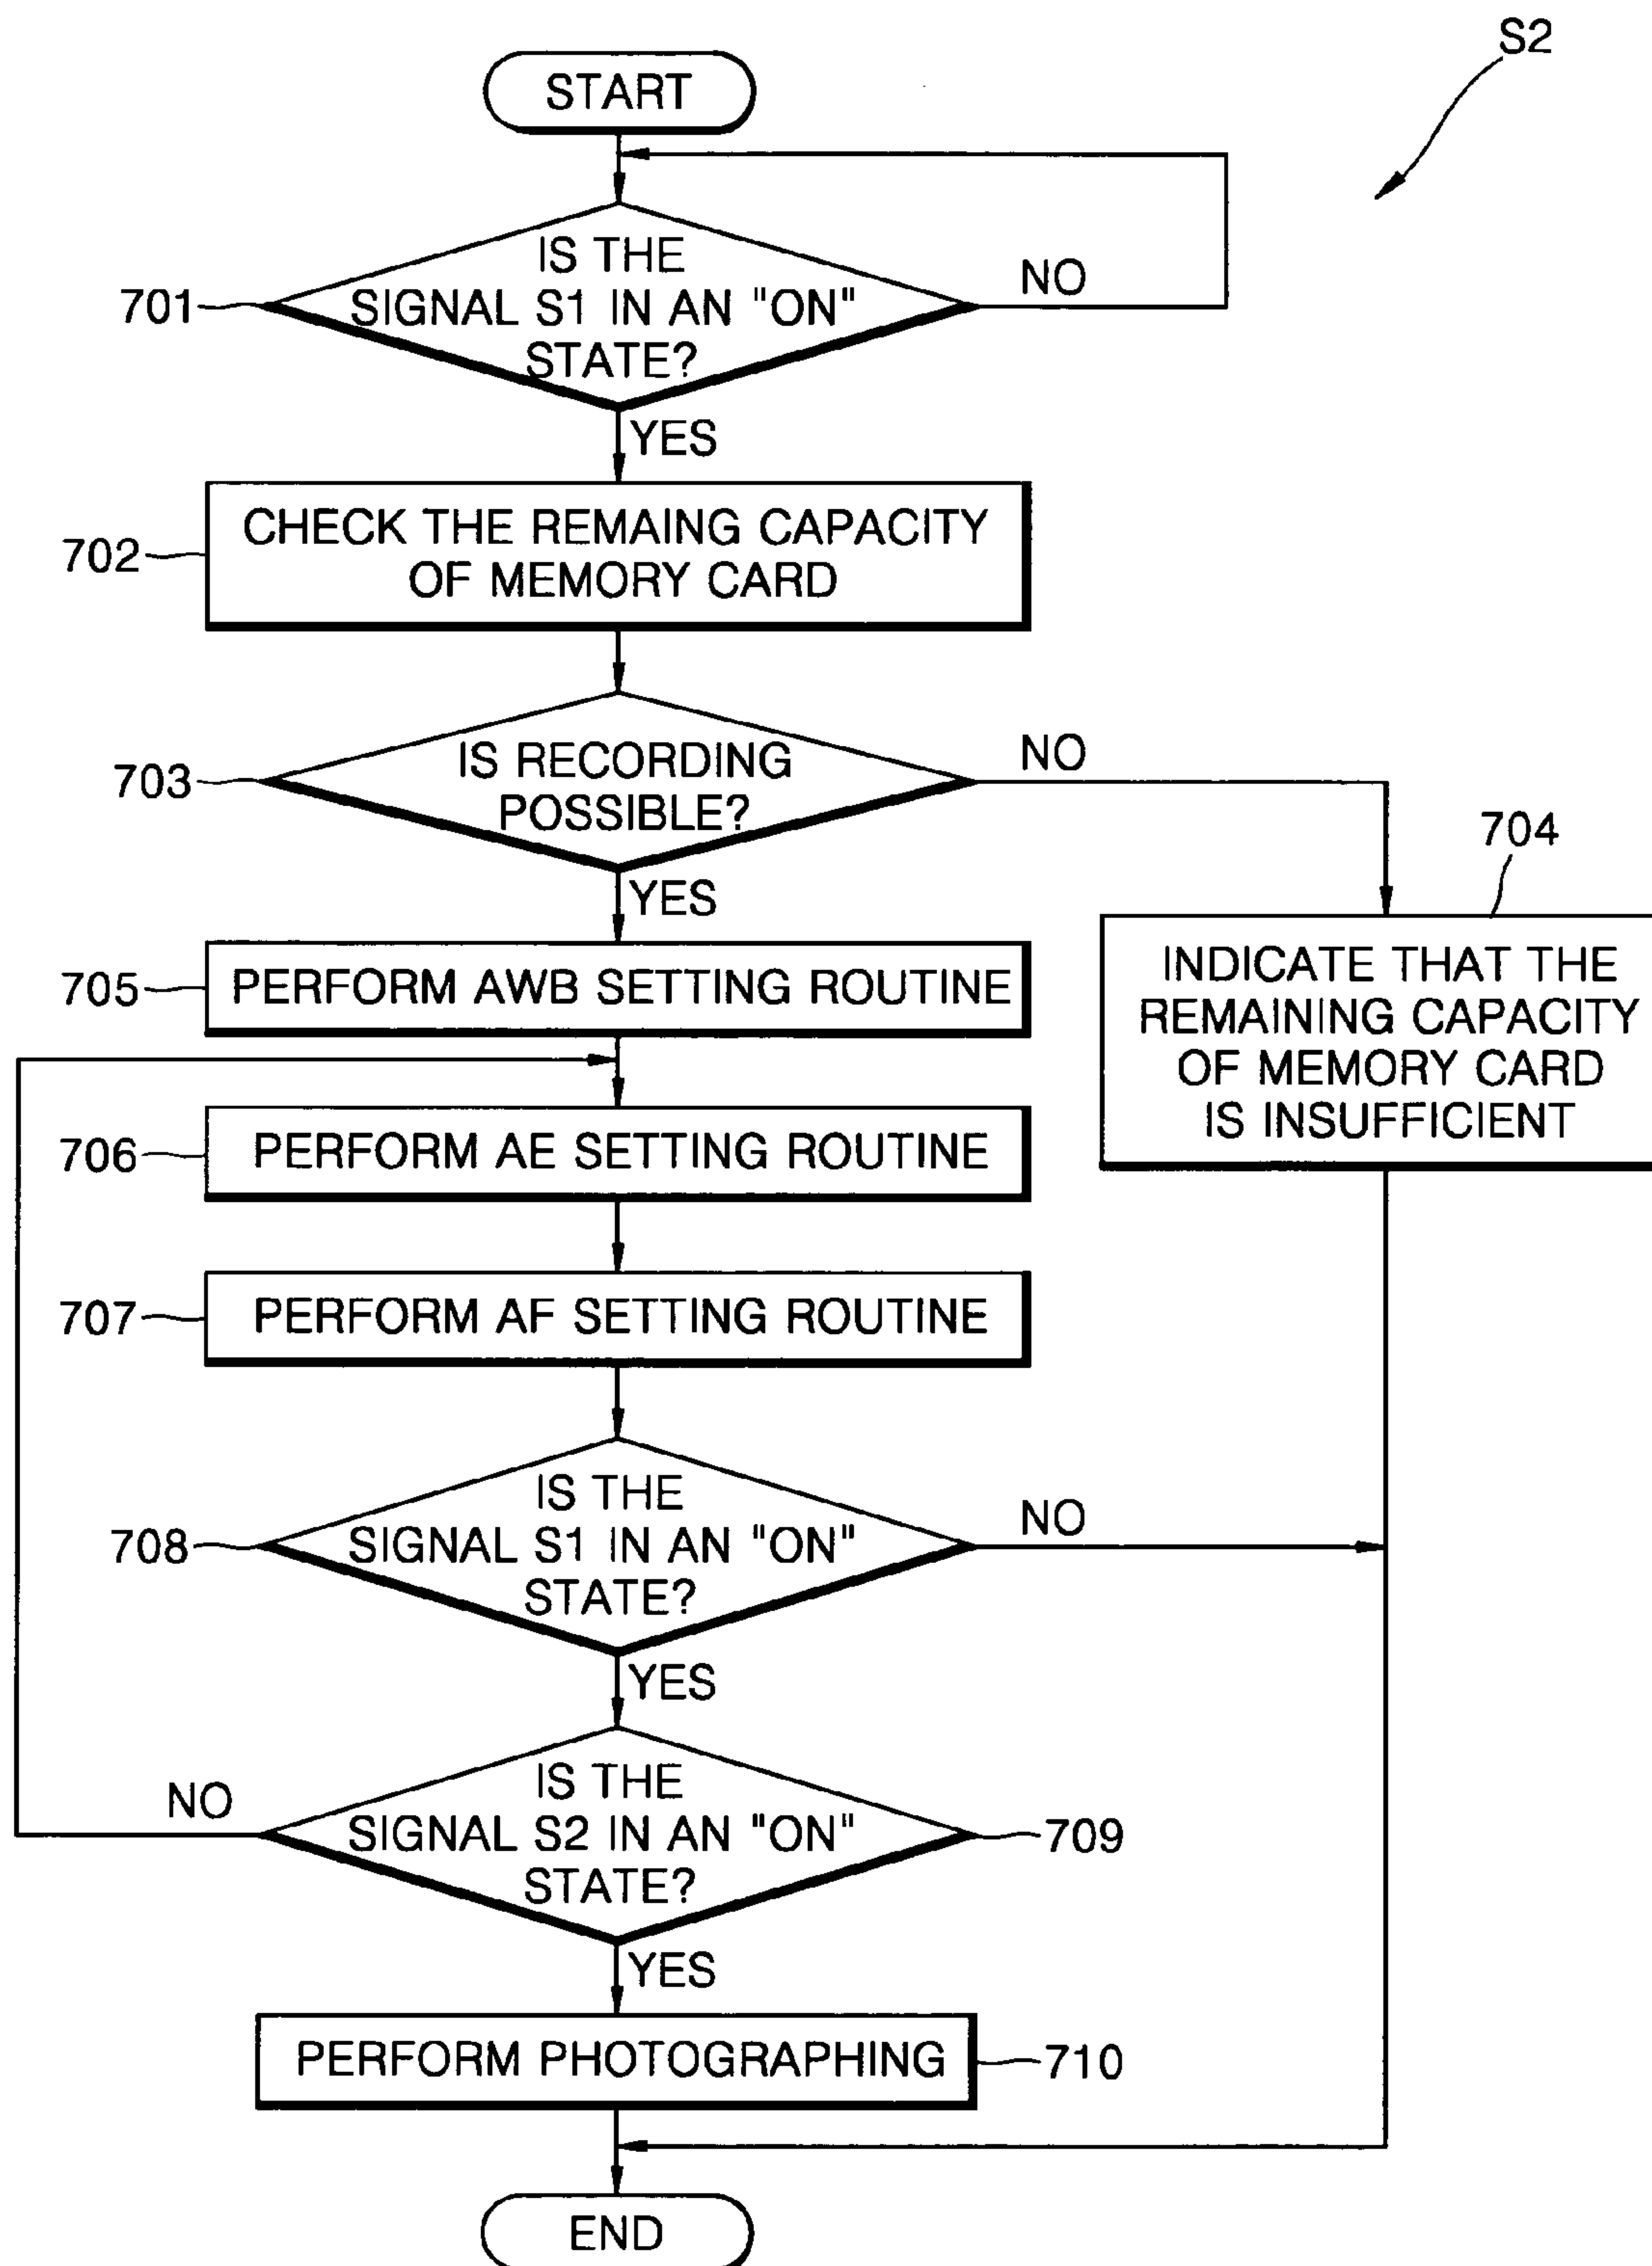 S2
START
IS THE
SIGNAL S1 IN AN "ON"
STATE?
NO
701
YES
CHECK THE REMAING CAPACITY
OF MEMORY CARD
702
IS RECORDING
POSSIBLE?
NO
703
704
YES
INDICATE THAT THE
REMAINING CAPACITY
OF MEMORY CARD
IS INSUFFICIENT
705
PERFORM AWB SETTING ROUTINE
706
PERFORM AE SETTING ROUTINE
707
PERFORM AF SETTING ROUTINE
IS THE
SIGNAL S1 IN AN "ON"
STATE?
NO
708
YES
IS THE
SIGNAL S2 IN AN "ON"
STATE?
NO
709
YES
PERFORM PHOTOGRAPHING
710
END